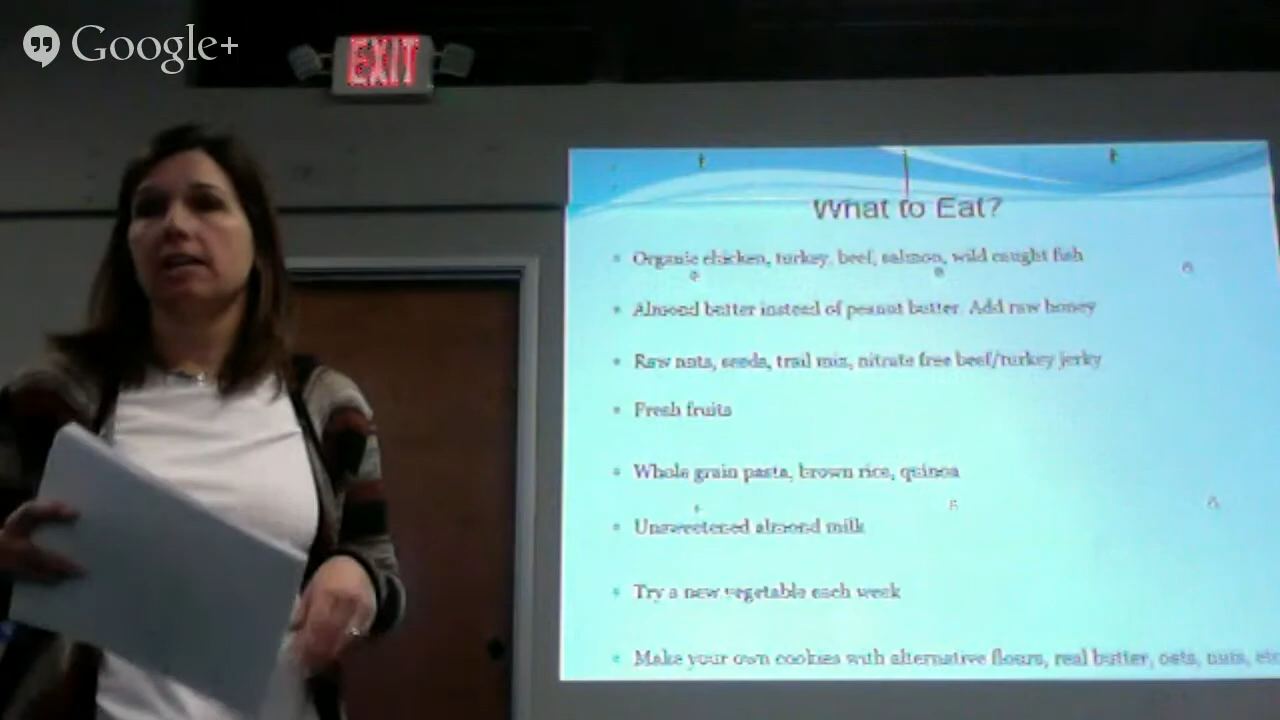 Google+
EXIT
What to Eat?
• Organic chicken, turkey, beef, salmon, wild caught fish
• Almond butter instead of peanut butter. Add raw honey
• Raw nuts, seeds, trail mix, nitrate free beef/turkey jerky
• Fresh fruits
• Whole grain pasta, brown rice, quinoa
• Unsweetened almond milk
• Try a new vegetable each week
• Make your own cookies with alternative flours, real butter, oats, nuts, etc